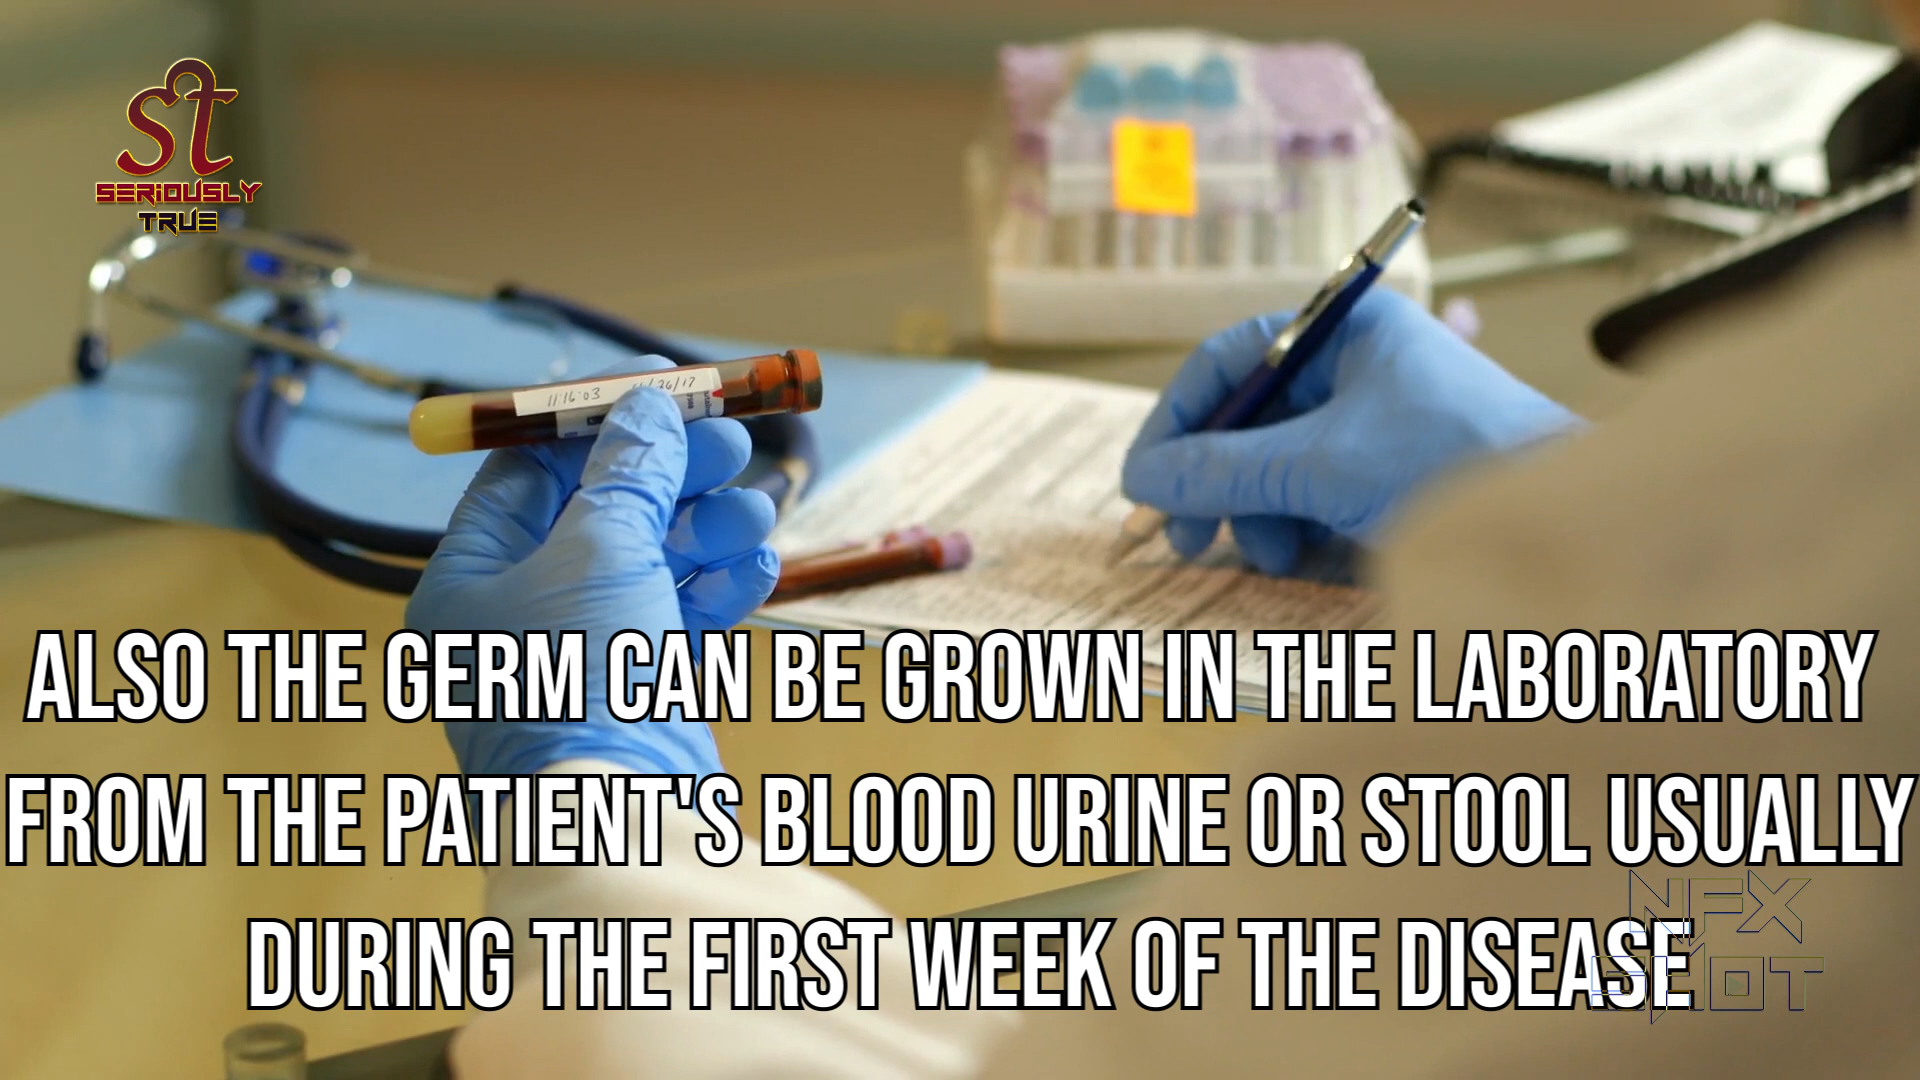 st
SERIOUSLY
TRUE
11:16:03
ALSO THE GERM CAN BE GROWN IN THE LABORATORY
FROM THE PATIENT'S BLOOD URINE OR STOOL USUALLY
DURING THE FIRST WEEK OF THE DISEASE
NFX
SHOT